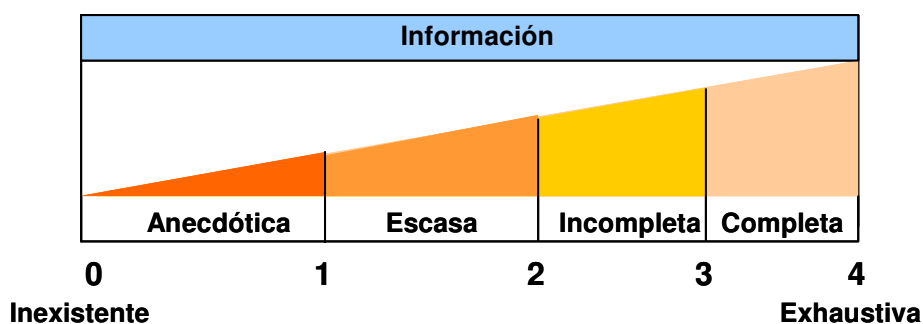 Información
Anecdótica Escasa Incompleta Completa
0 1 2 3 4
Inexistente Exhaustiva